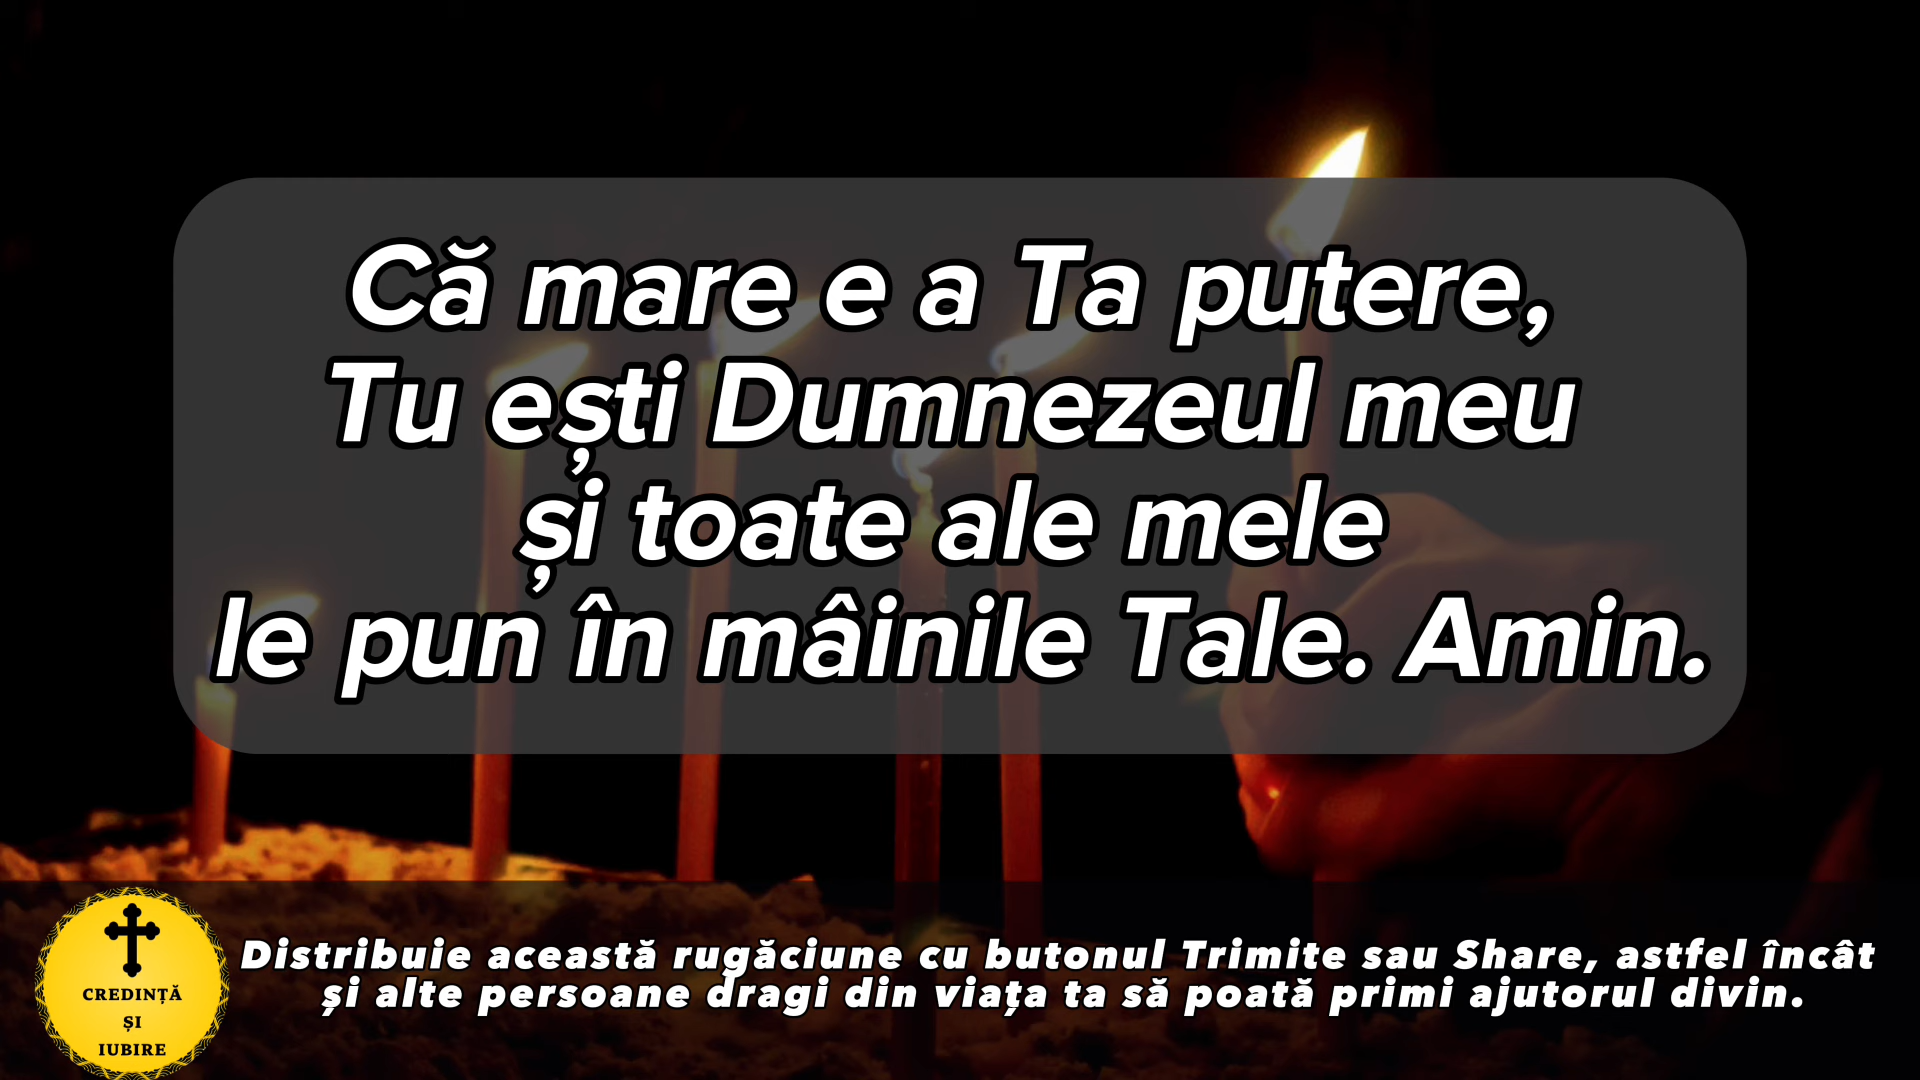 Că mare e a Ta putere,
Tu ești Dumnezeul meu
și toate ale mele
le pun în mâinile Tale. Amin.
Distribuie această rugăciune cu butonul Trimite sau Share, astfel încât
și alte persoane dragi din viața ta să poată primi ajutorul divin.
CREDINȚĂ
ȘI
IUBIRE